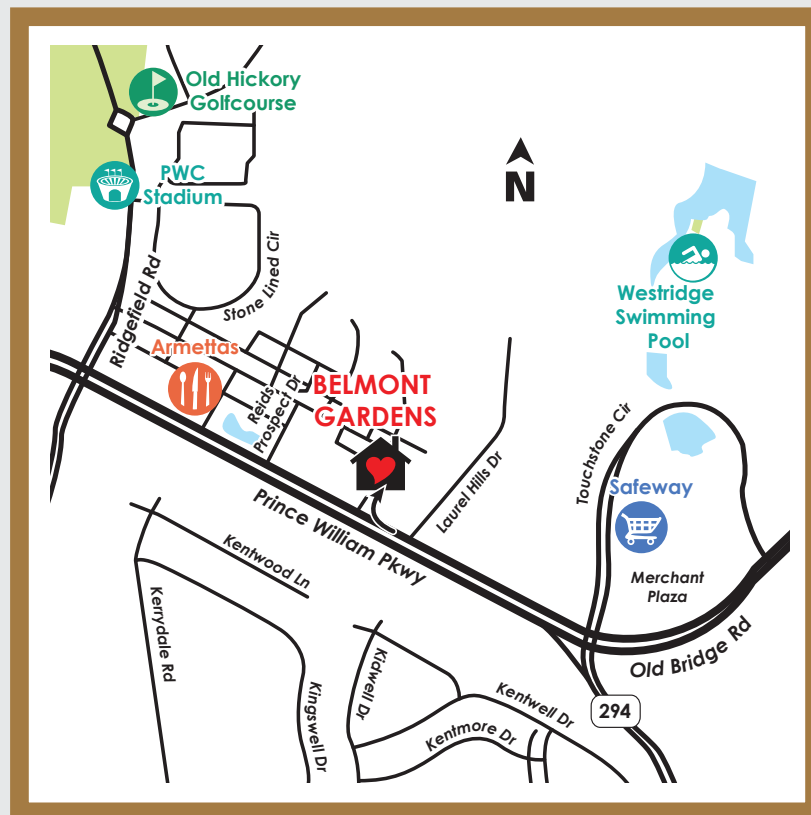 Old Hickory
Golfcourse
PWC
Stadium
N
Stone Lined Cir
Ridgefield Rd
Westridge
Swimming
Pool
Armettas
Reids
Prospect Dr
BELMONT
GARDENS
Touchstone Cir
Laurel Hills Dr
Safeway
Prince William Pkwy
Kentwood Ln
Merchant
Plaza
Kerrydale Rd
Old Bridge Rd
Kidwell Dr
Kingswell Dr
Kentwell Dr
294
Kentmore Dr